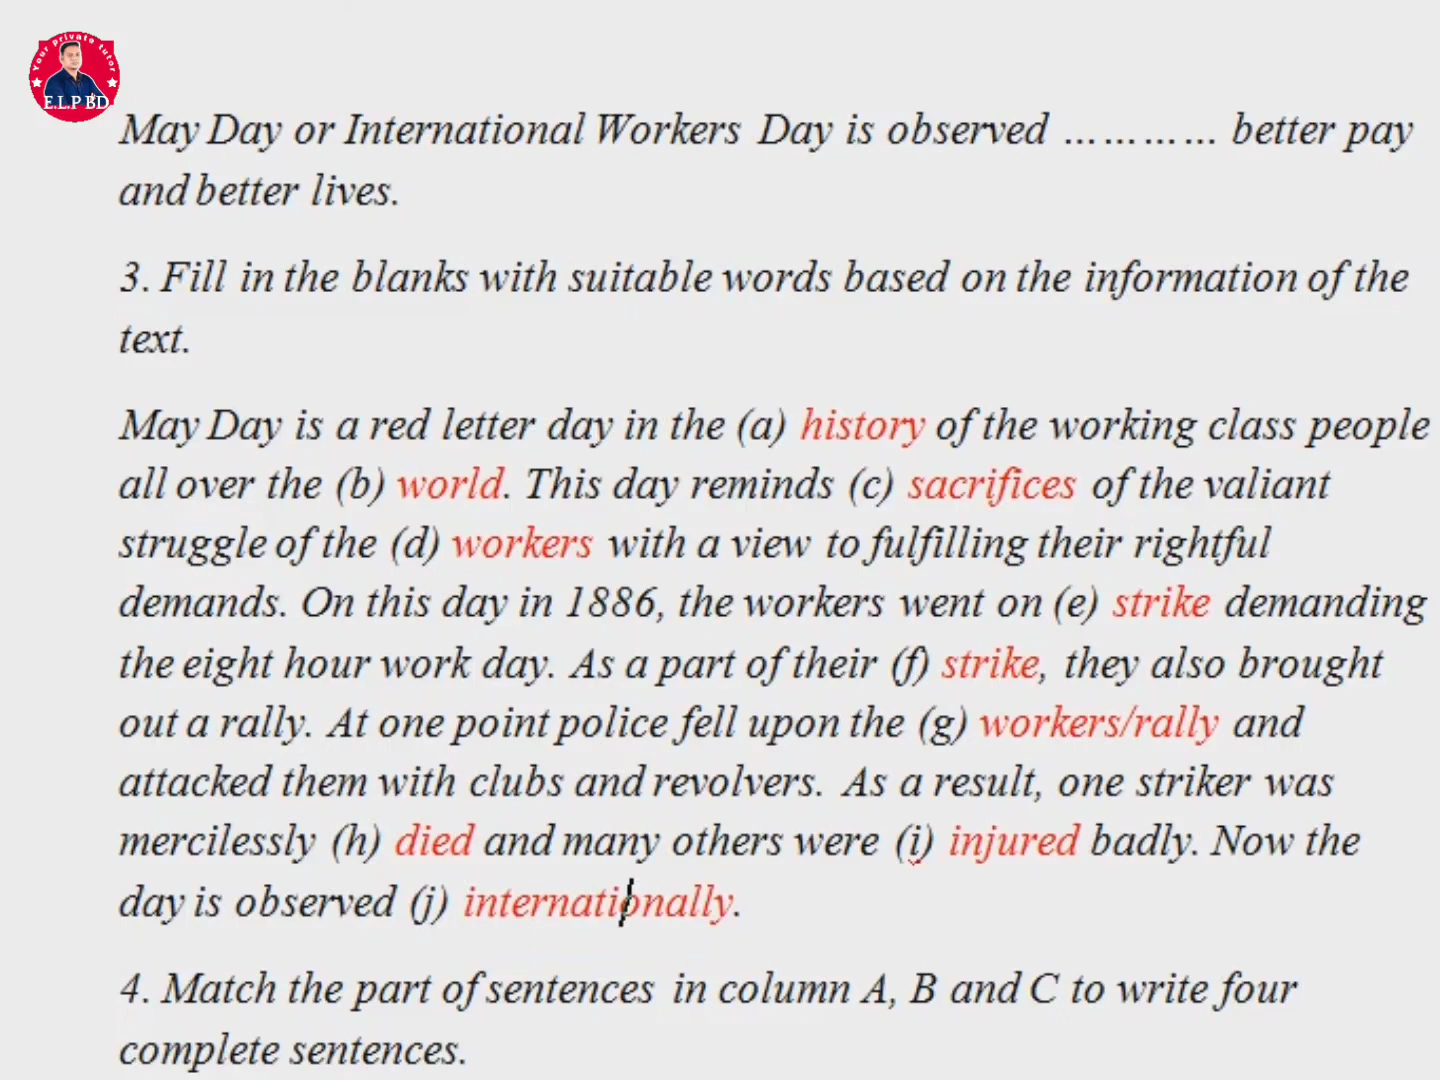 Your private tutor
E.L.P BD
May Day or International Workers Day is observed ………… better pay
and better lives.
3. Fill in the blanks with suitable words based on the information of the
text.
May Day is a red letter day in the (a) history of the working class people
all over the (b) world. This day reminds (c) sacrifices of the valiant
struggle of the (d) workers with a view to fulfilling their rightful
demands. On this day in 1886, the workers went on (e) strike demanding
the eight hour work day. As a part of their (f) strike, they also brought
out a rally. At one point police fell upon the (g) workers/rally and
attacked them with clubs and revolvers. As a result, one striker was
mercilessly (h) died and many others were (i) injured badly. Now the
day is observed (j) internationally.
4. Match the part of sentences in column A, B and C to write four
complete sentences.